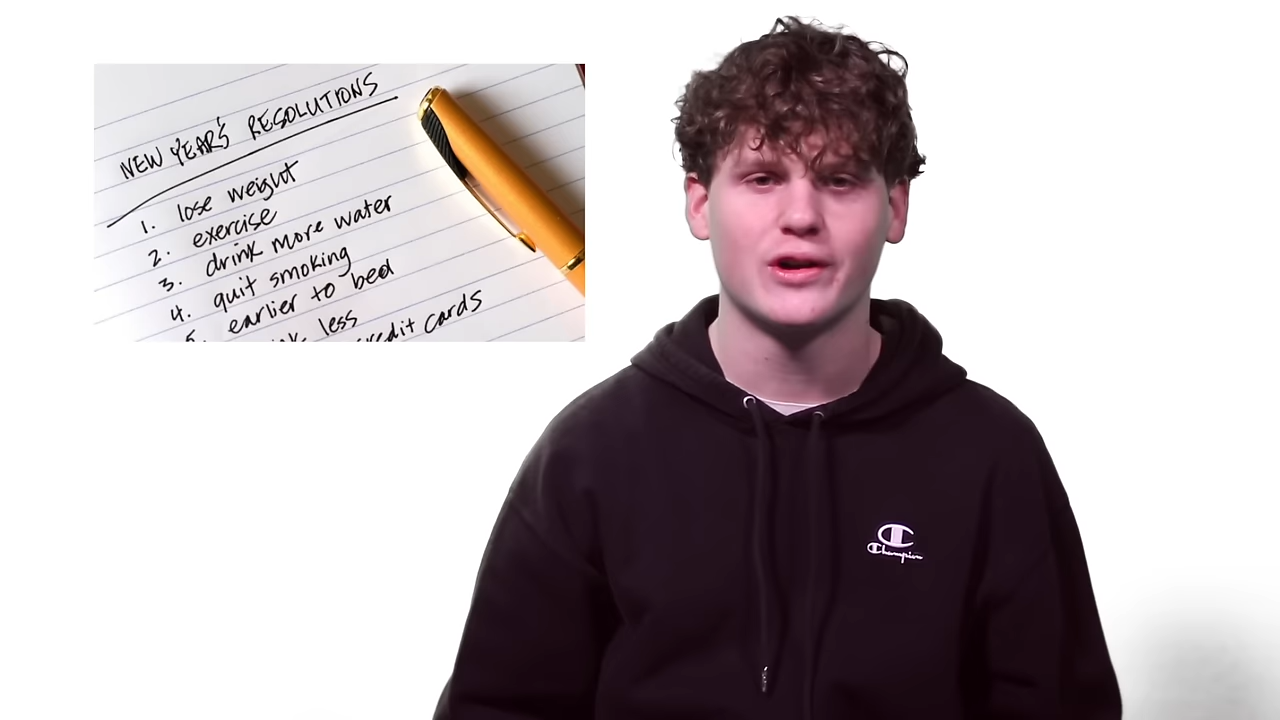 NEW YEAR'S RESOLUTIONS
1. lose weight
2. exercise
3. drink more water
4. quit smoking
5. earlier to bed
less
credit cards
Champion